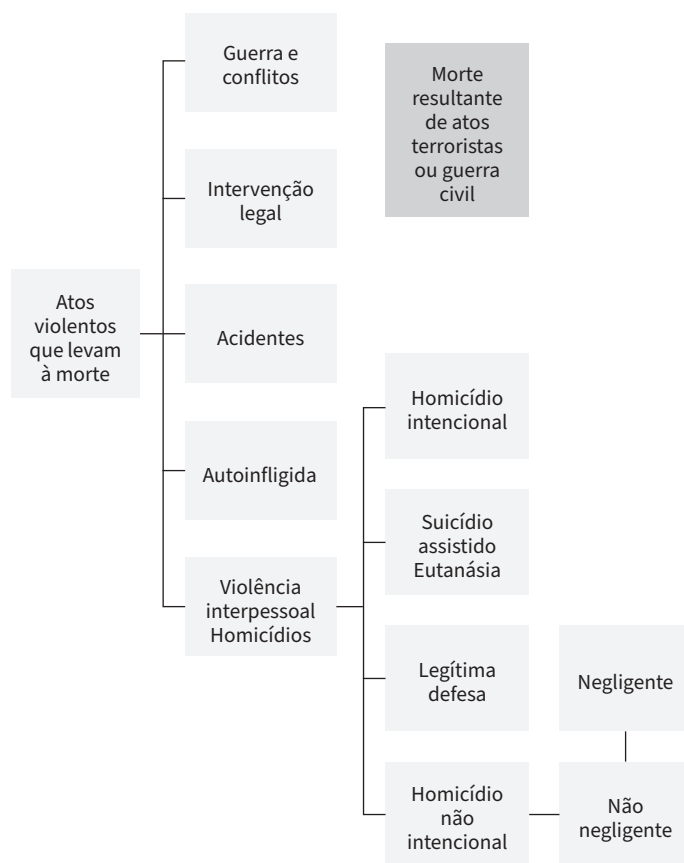 Guerra e
conflitos
Morte
resultante
de atos
terroristas
ou guerra
civil
Intervenção
legal
Atos
violentos
que levam
à morte
Acidentes
Homicídio
intencional
Autoinfligida
Suicídio
assistido
Eutanásia
Violência
interpessoal
Homicídios
Legítima
defesa
Negligente
Homicídio
não
intencional
Não
negligente